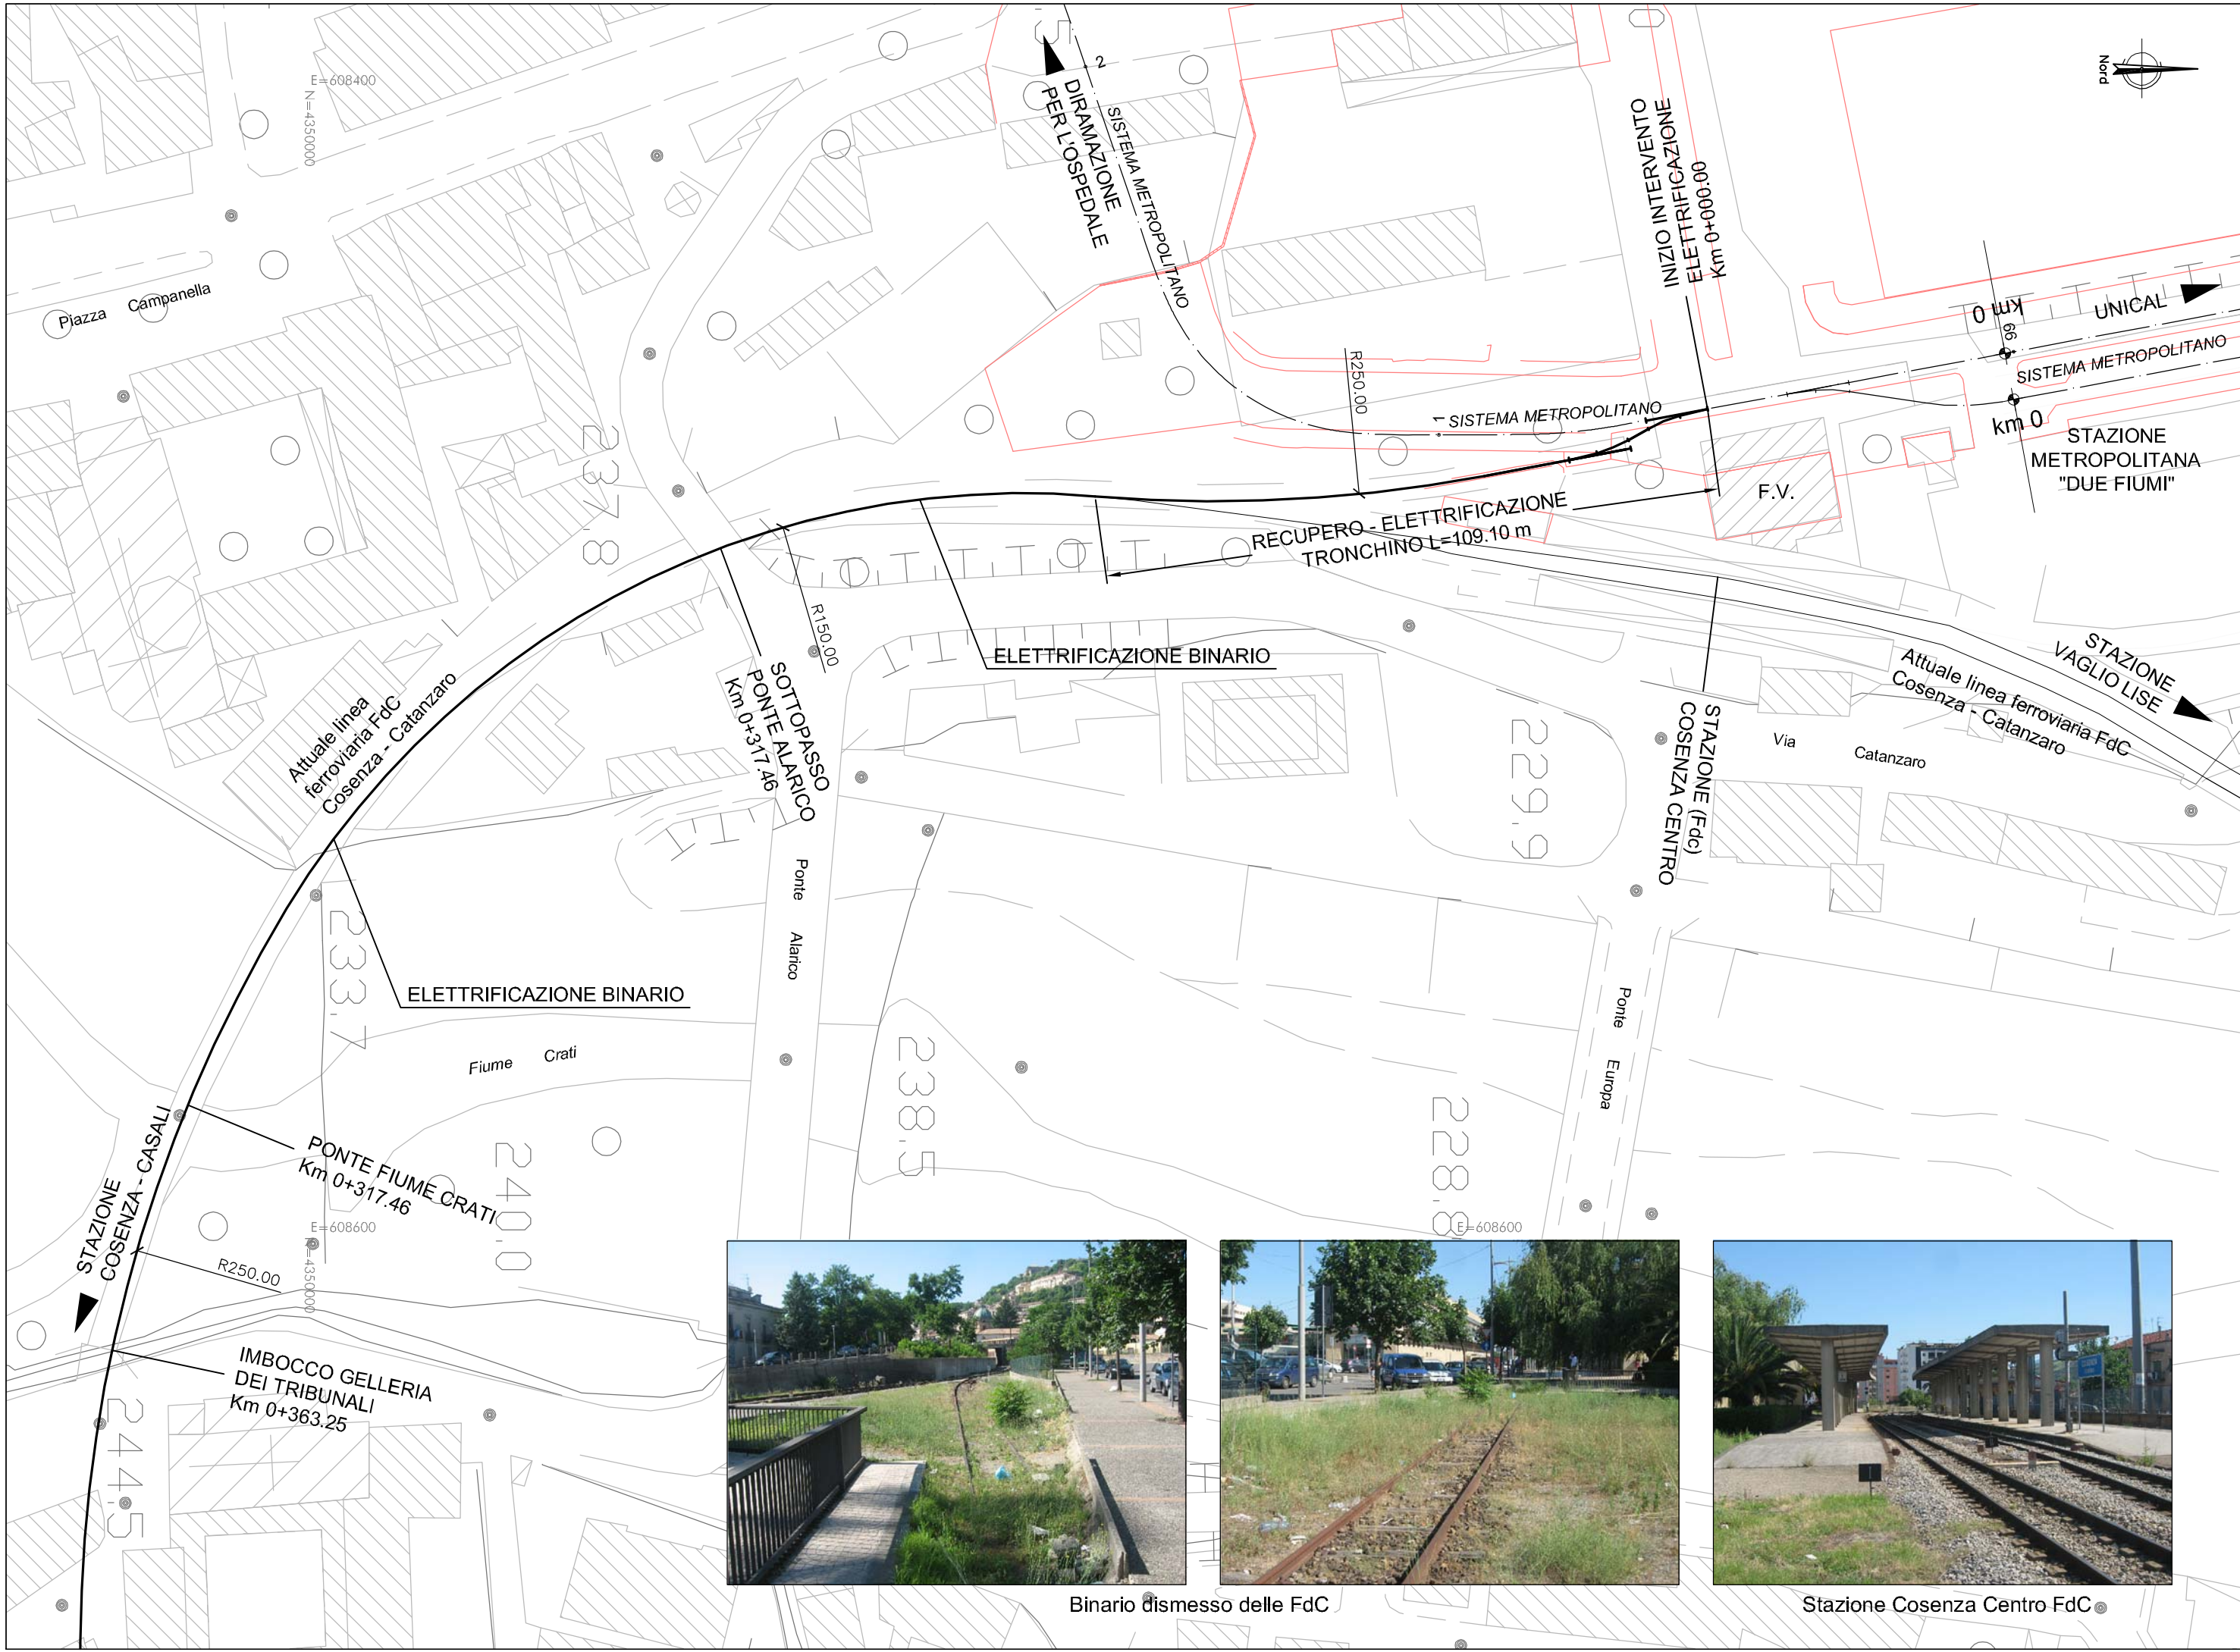 E=608400
N=4350000
Piazza Campanella
237.8
2
DIRAMAZIONE
PER L'OSPEDALE
SISTEMA METROPOLITANO
INIZIO INTERVENTO
ELETTRIFICAZIONE
Km 0+000.00
Nord
km 0
66
UNICAL
SISTEMA METROPOLITANO
km 0
STAZIONE
METROPOLITANA
"DUE FIUMI"
R250.00
1
SISTEMA METROPOLITANO
F.V.
RECUPERO - ELETTRIFICAZIONE
TRONCHINO L=109.10 m
R150.00
ELETTRIFICAZIONE BINARIO
SOTTOPASSO
PONTE ALARICO
Km 0+317.46
Attuale linea
ferroviaria FdC
Cosenza - Catanzaro
STAZIONE
VAGLIO LISE
Attuale linea ferroviaria FdC
Cosenza - Catanzaro
STAZIONE (Fdc)
COSENZA CENTRO
Via Catanzaro
229.9
Ponte Alarico
233.7
ELETTRIFICAZIONE BINARIO
Fiume Crati
238.5
Ponte Europa
228.8
STAZIONE
COSENZA - CASALI
PONTE FIUME CRATI
Km 0+317.46
240.0
E=608600
N=4350000
E=608600
R250.00
IMBOCCO GELLERIA
DEI TRIBUNALI
Km 0+363.25
244.5
Binario dismesso delle FdC
Stazione Cosenza Centro FdC